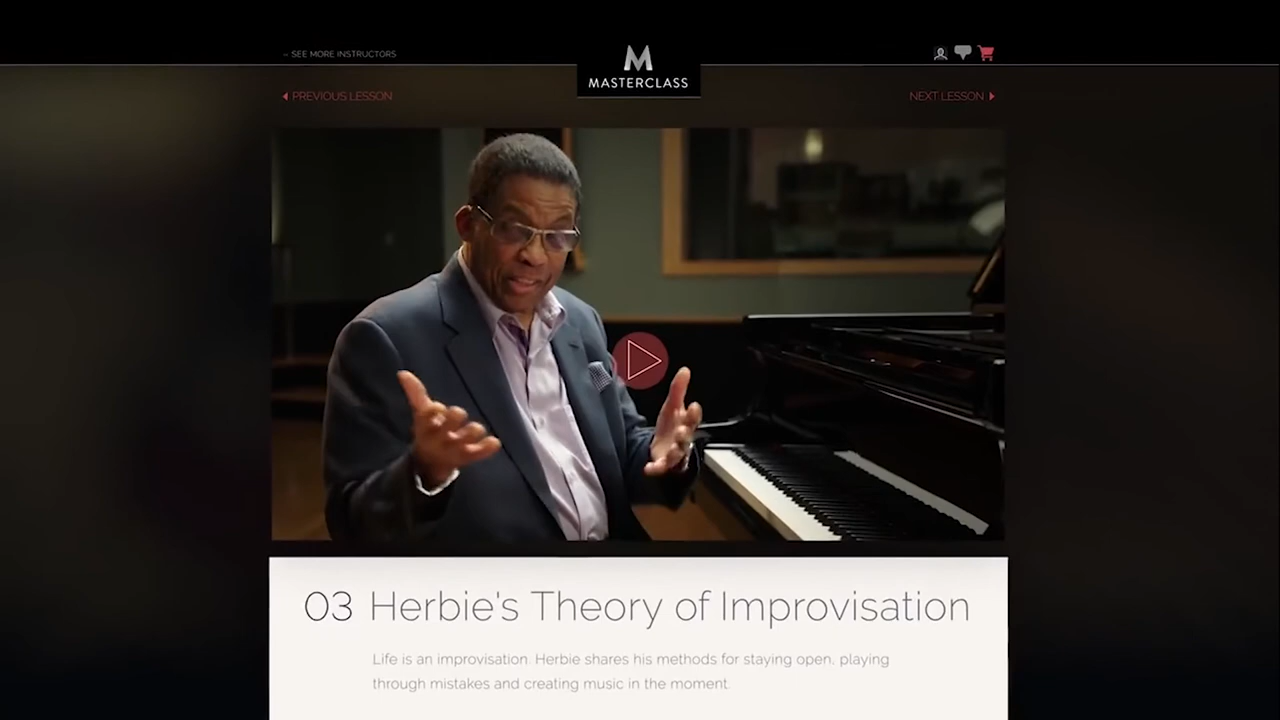 ← SEE MORE INSTRUCTORS
M
MASTERCLASS
PREVIOUS LESSON
NEXT LESSON
03 Herbie's Theory of Improvisation
Life is an improvisation. Herbie shares his methods for staying open, playing
through mistakes and creating music in the moment.